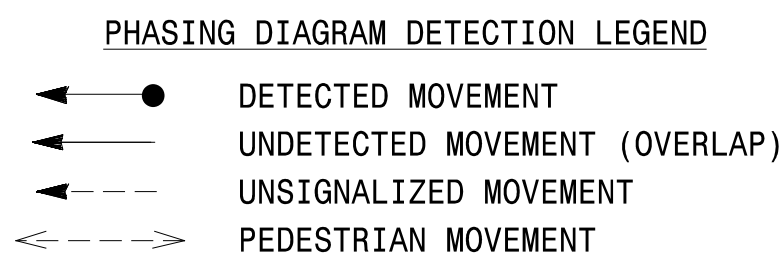 PHASING DIAGRAM DETECTION LEGEND
DETECTED MOVEMENT
UNDETECTED MOVEMENT (OVERLAP)
UNSIGNALIZED MOVEMENT
PEDESTRIAN MOVEMENT